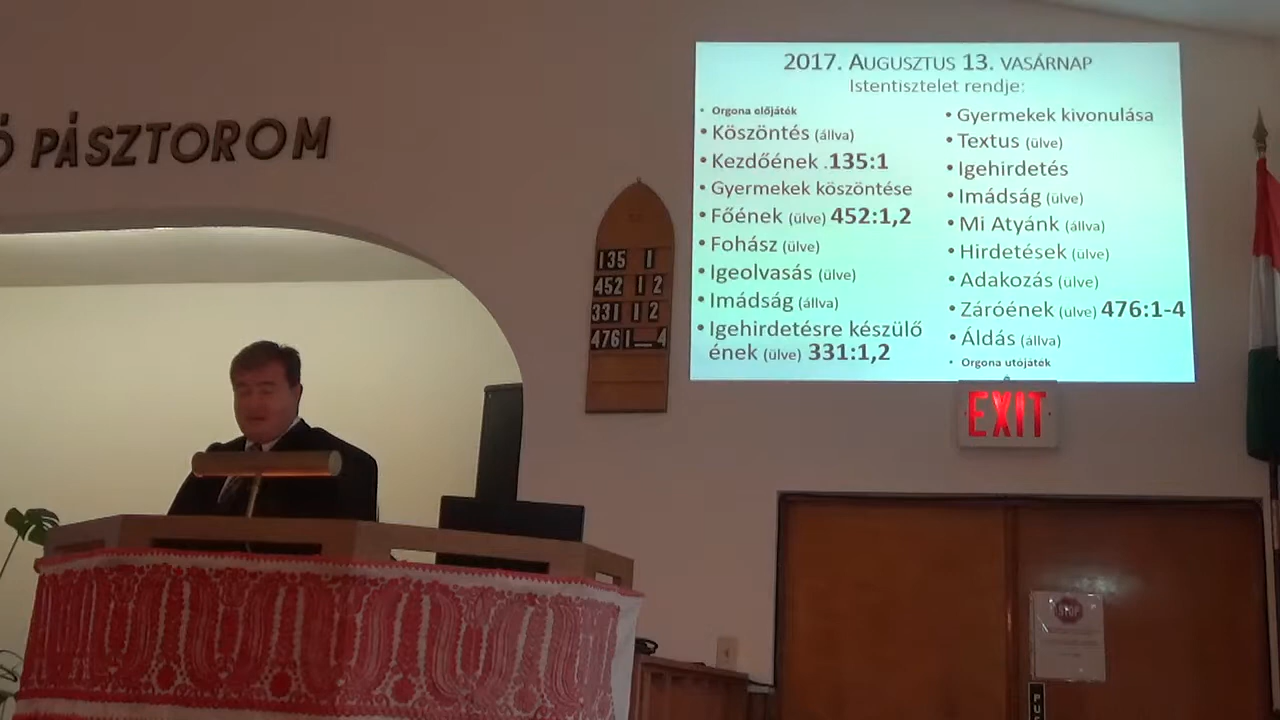 Ó PÁSZTOROM
2017. AUGUSZTUS 13. VASÁRNAP
Istentisztelet rendje:
• Orgona előjáték
• Köszöntés (állva)
• Kezdőének .135:1
• Gyermekek köszöntése
• Főének (ülve) 452:1,2
• Fohász (ülve)
• Igeolvasás (ülve)
• Imádság (állva)
• Igehirdetésre készülő
ének (ülve) 331:1,2
• Gyermekek kivonulása
• Textus (ülve)
• Igehirdetés
• Imádság (ülve)
• Mi Atyánk (állva)
• Hirdetések (ülve)
• Adakozás (ülve)
• Záróének (ülve) 476:1-4
• Áldás (állva)
• Orgona utójáték
135 1
452 1 2
331 1 2
476 1_4
EXIT
STOP